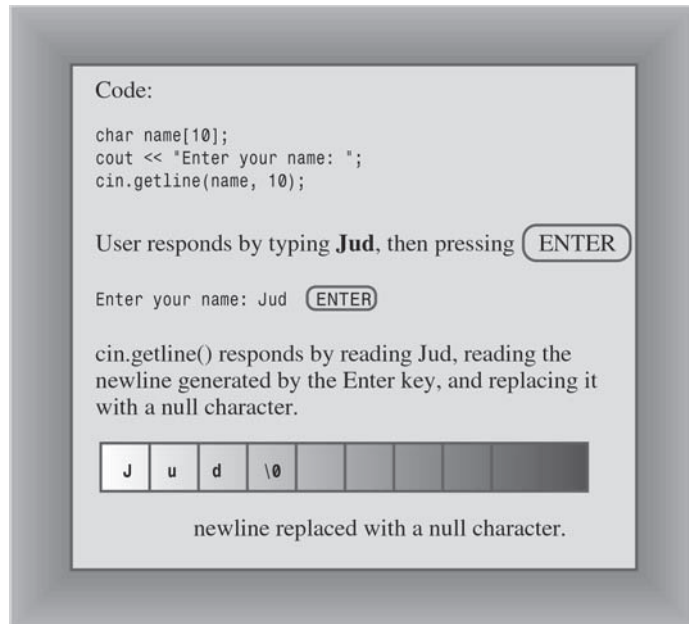 Code:
char name[10];
cout << "Enter your name: ";
cin.getline(name, 10);
User responds by typing Jud, then pressing ENTER
Enter your name: Jud ENTER
cin.getline() responds by reading Jud, reading the
newline generated by the Enter key, and replacing it
with a null character.
J u d \0
newline replaced with a null character.